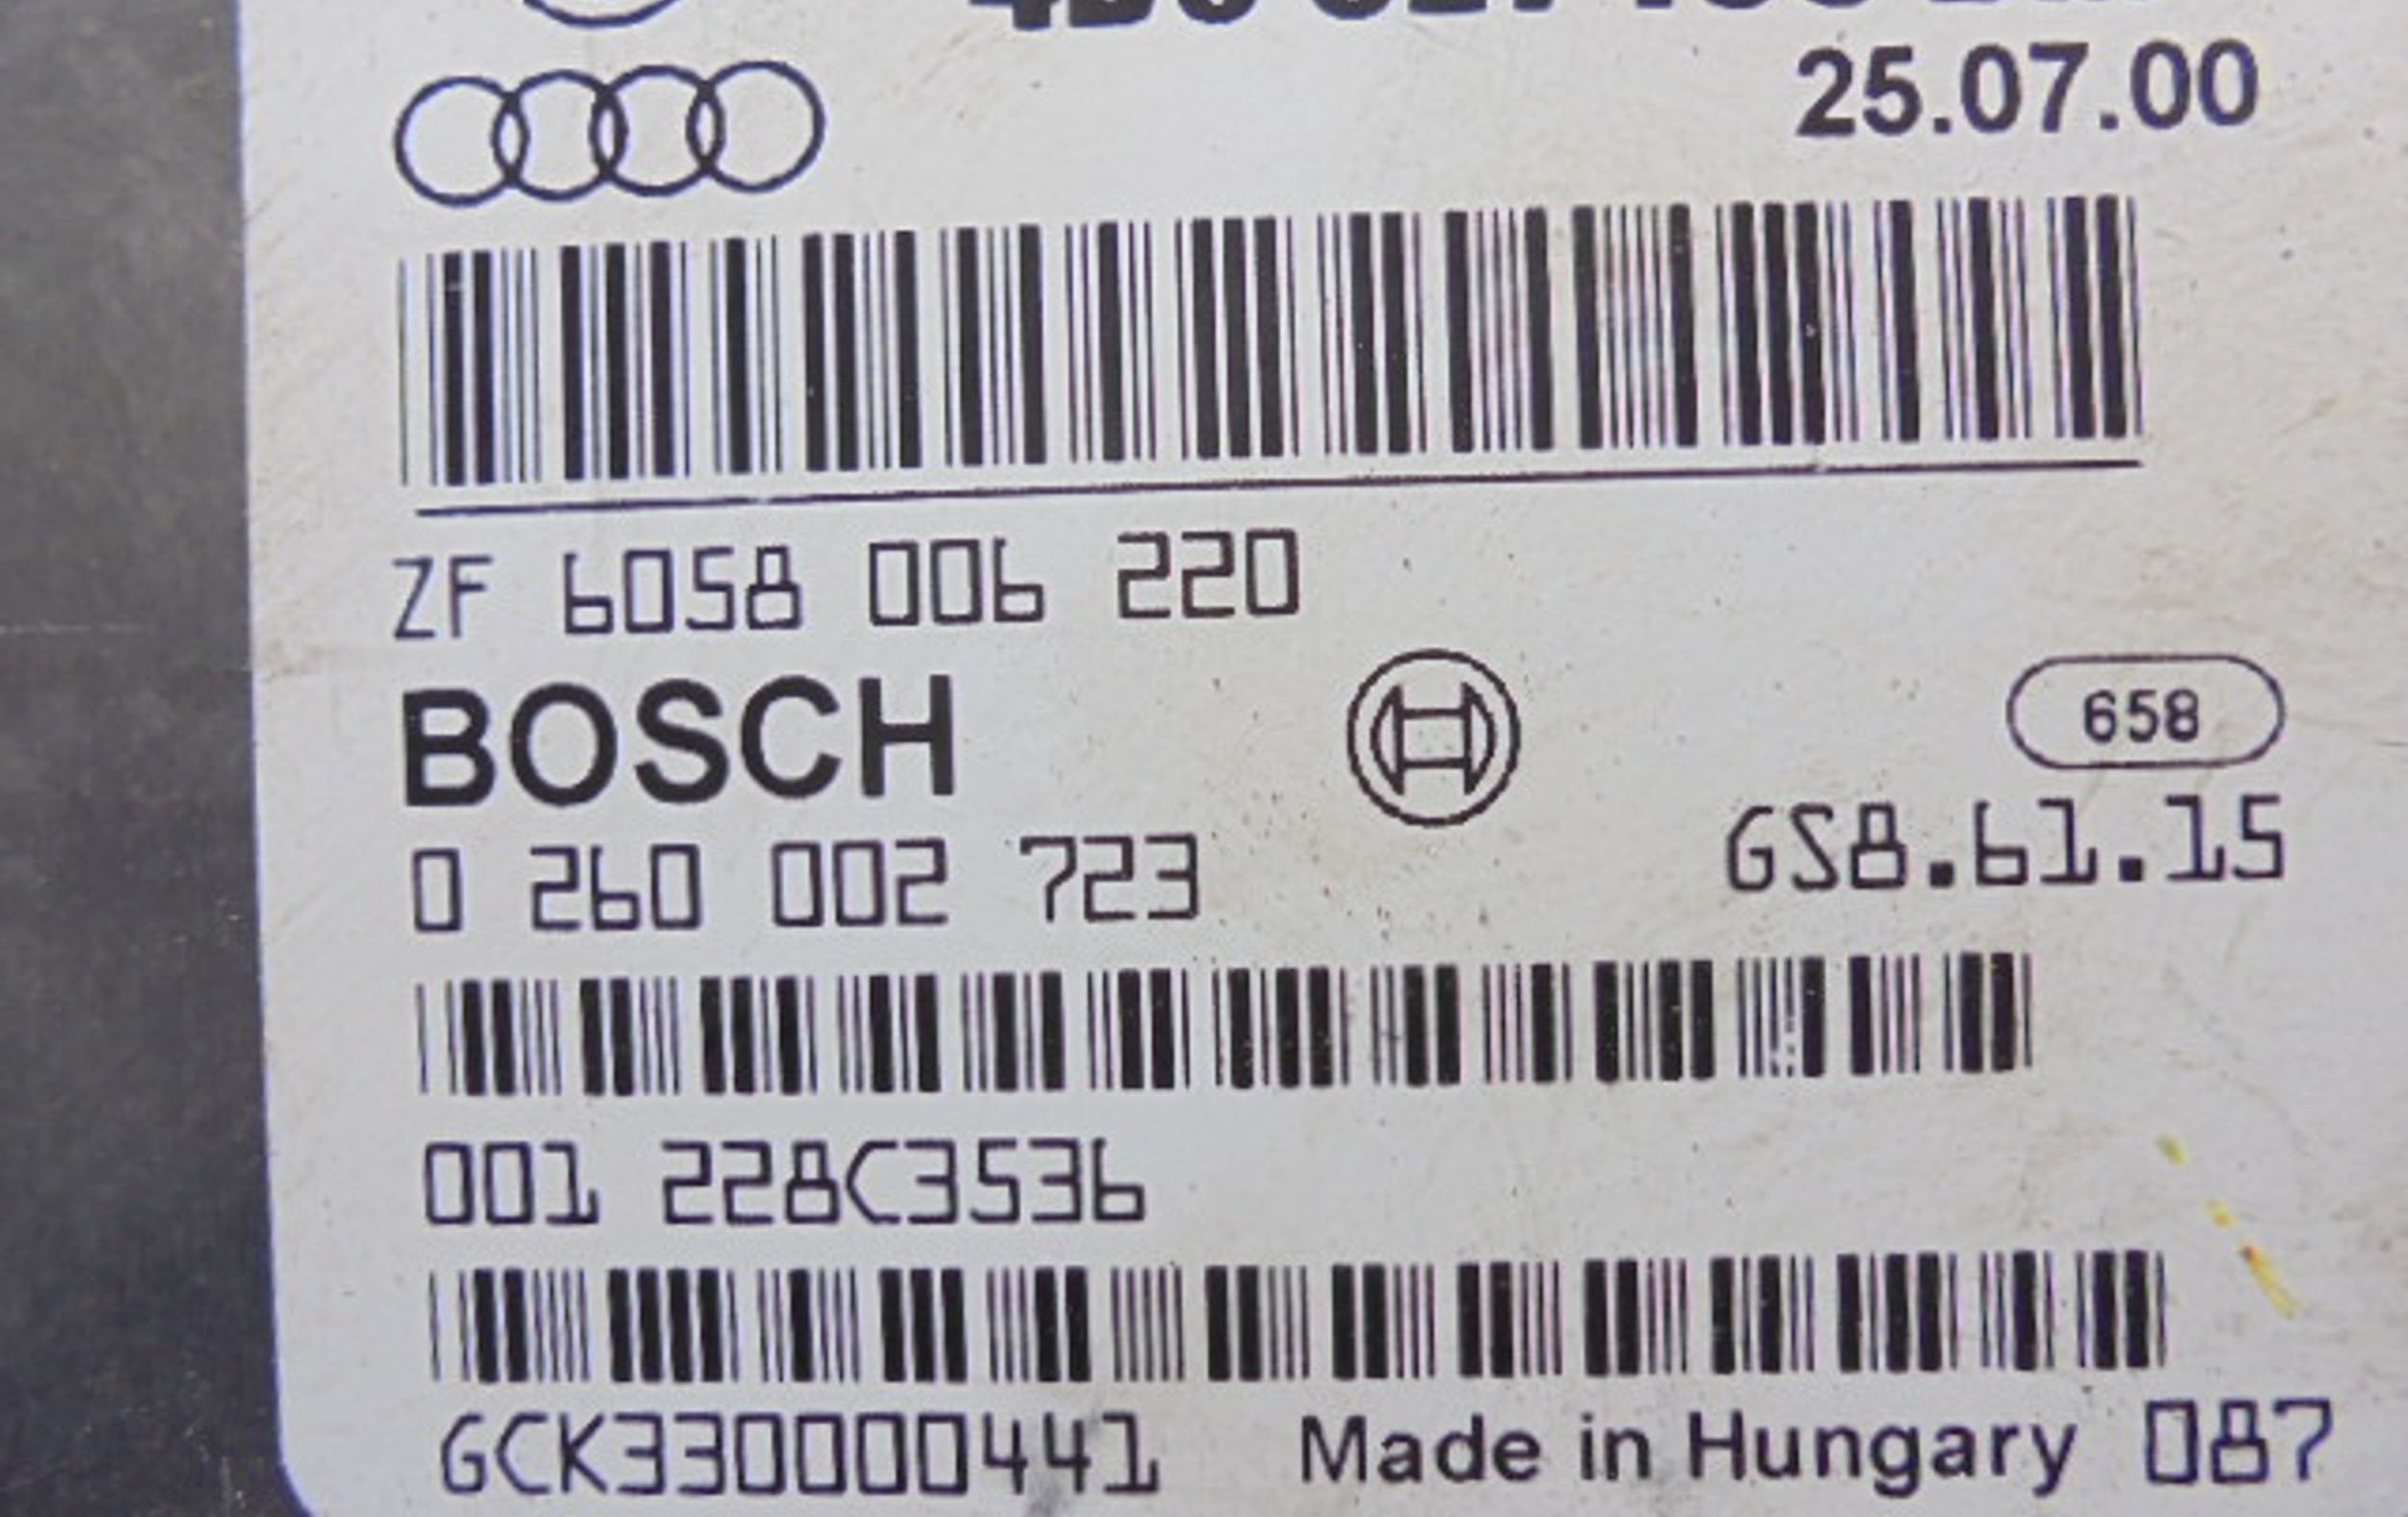 25.07.00
ZF 6058 006 220
BOSCH
658
0 260 002 723
GS8.61.15
001 228C3536
GCK330000441 Made in Hungary 087